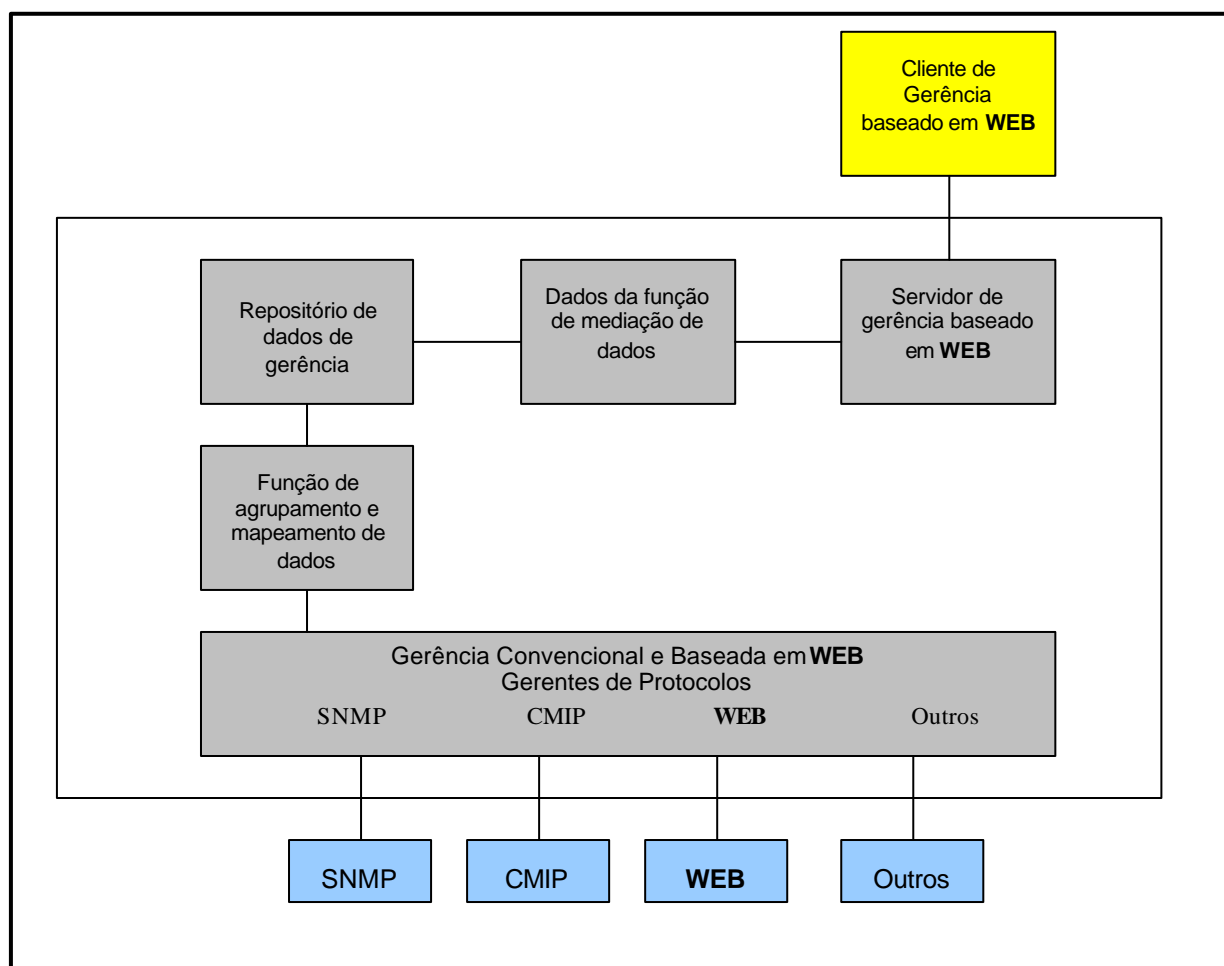 Cliente de
Gerência
baseado em WEB
Repositório de
dados de
gerência
Dados da função
de mediação de
dados
Servidor de
gerência baseado
em WEB
Função de
agrupamento e
mapeamento de
dados
Gerência Convencional e Baseada em WEB
Gerentes de Protocolos
SNMP CMIP WEB Outros
SNMP CMIP WEB Outros